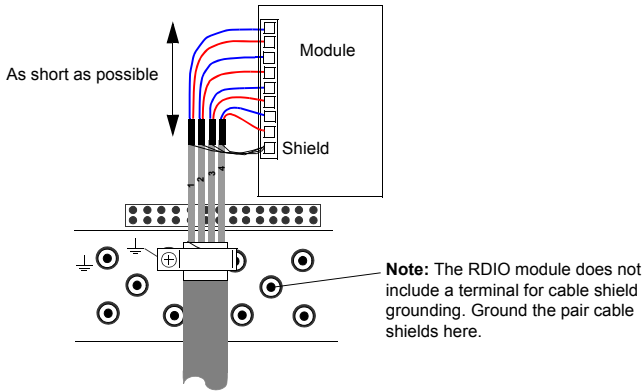 Module
As short as possible
Shield
1
2
3
4
Note: The RDIO module does not
include a terminal for cable shield
grounding. Ground the pair cable
shields here.